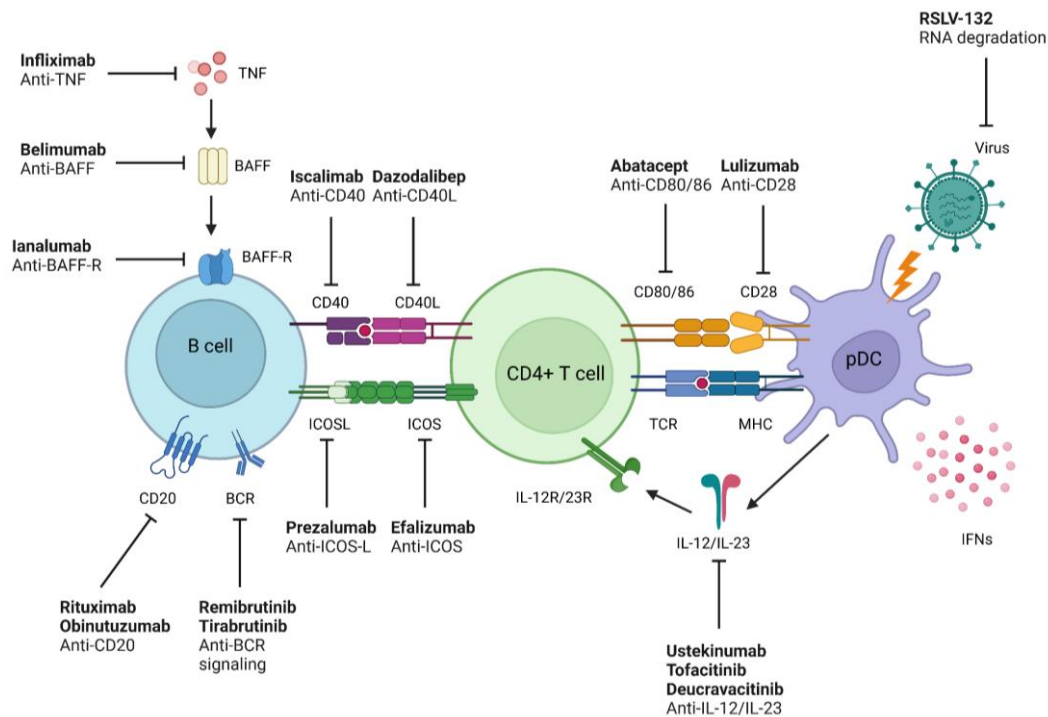 RSLV-132
RNA degradation
Infliximab
Anti-TNF
TNF
Virus
Belimumab
Anti-BAFF
BAFF
Iscalimab
Anti-CD40
Dazodalibep
Anti-CD40L
Abatacept
Anti-CD80/86
Lulizumab
Anti-CD28
Ianalumab
Anti-BAFF-R
BAFF-R
CD40
CD40L
CD80/86
CD28
B cell
CD4+ T cell
pDC
ICOSL
ICOS
TCR
MHC
CD20
BCR
IL-12R/23R
IL-12/IL-23
IFNs
Prezalumab
Anti-ICOS-L
Efalizumab
Anti-ICOS
Rituximab
Obinutuzumab
Anti-CD20
Remibrutinib
Tirabrutinib
Anti-BCR
signaling
Ustekinumab
Tofacitinib
Deucravacitinib
Anti-IL-12/IL-23